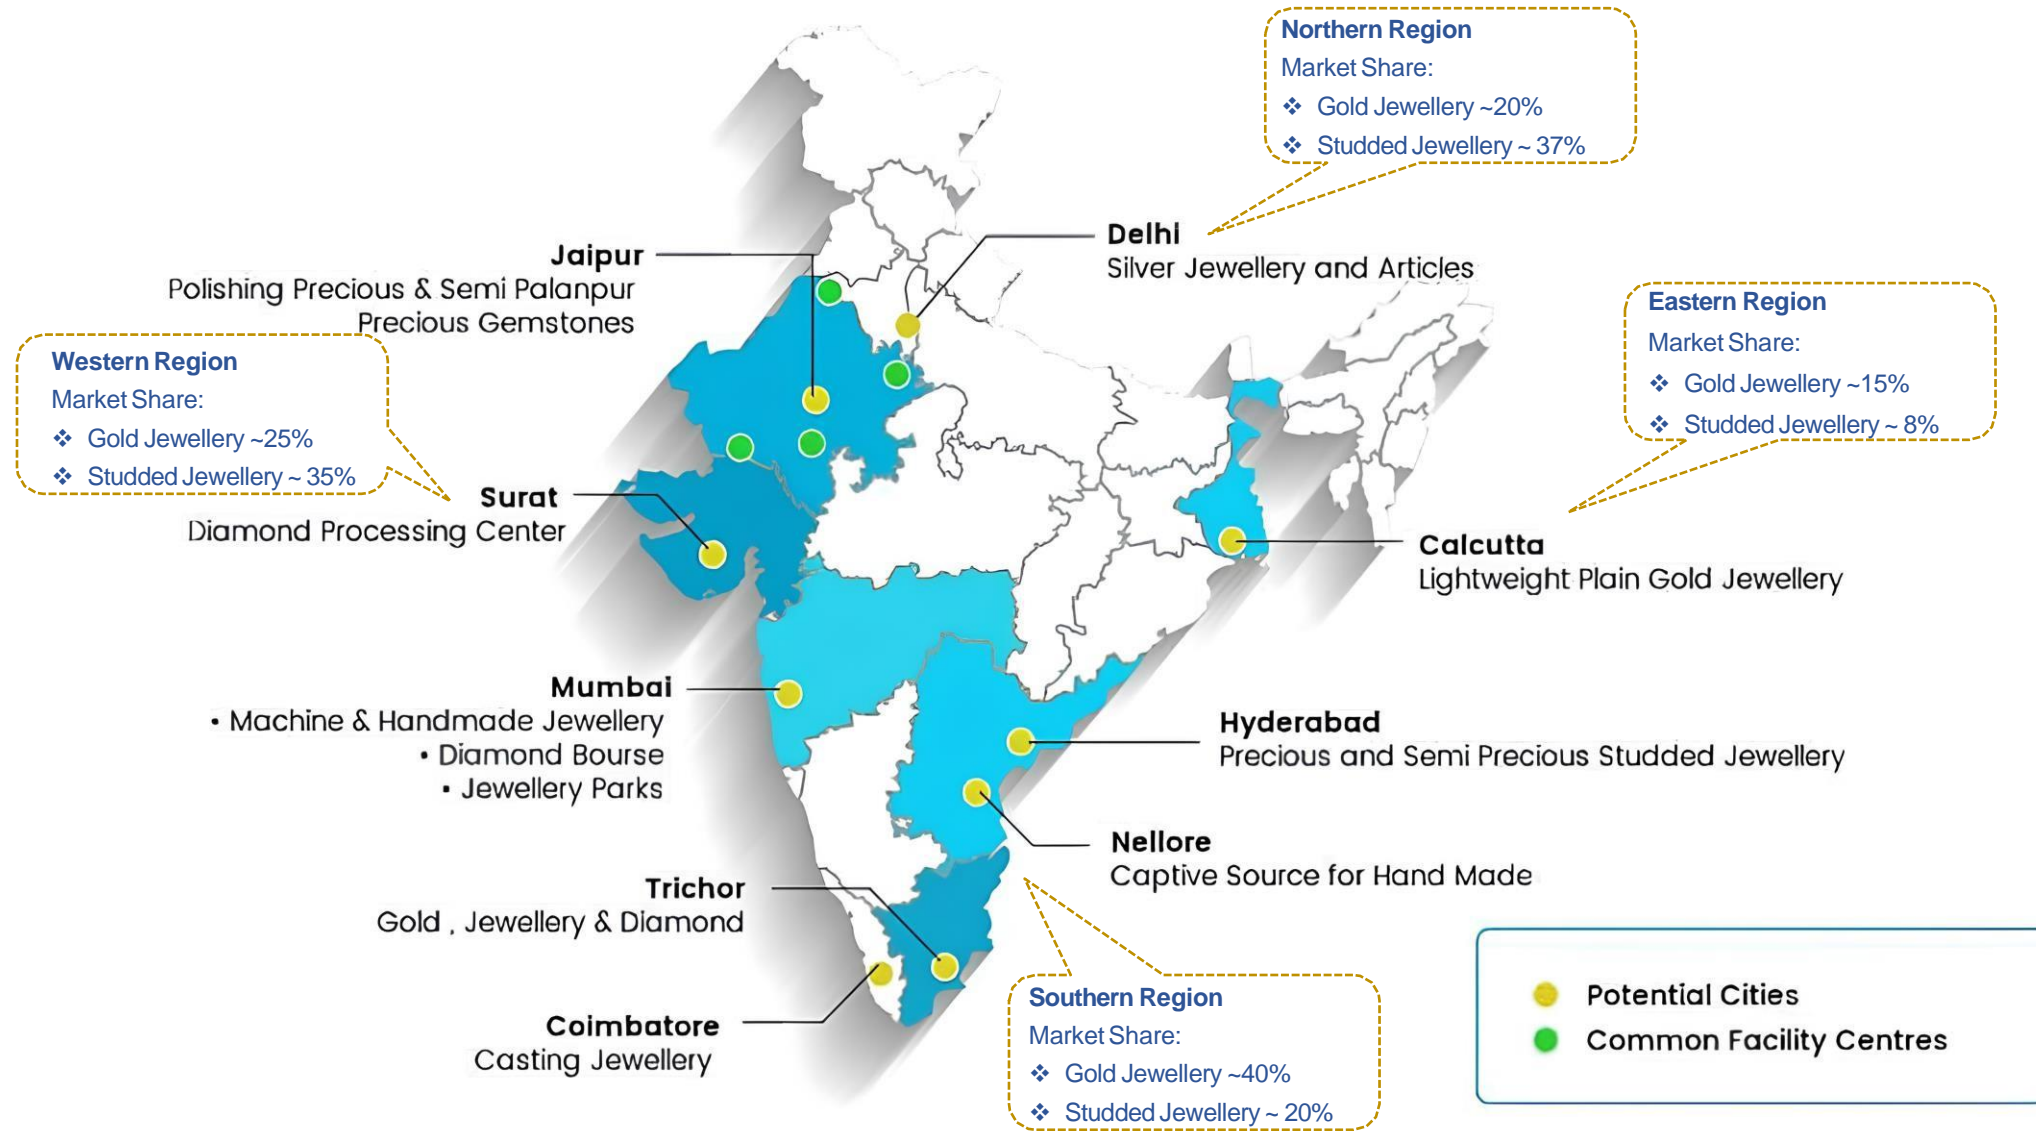 Northern Region
Market Share:
❖ Gold Jewellery ~20%
❖ Studded Jewellery ~ 37%
Delhi
Silver Jewellery and Articles
Jaipur
Polishing Precious & Semi Palanpur
Precious Gemstones
Eastern Region
Market Share:
❖ Gold Jewellery ~15%
❖ Studded Jewellery ~ 8%
Western Region
Market Share:
❖ Gold Jewellery ~25%
❖ Studded Jewellery ~ 35%
Surat
Diamond Processing Center
Calcutta
Lightweight Plain Gold Jewellery
Mumbai
• Machine & Handmade Jewellery
• Diamond Bourse
• Jewellery Parks
Hyderabad
Precious and Semi Precious Studded Jewellery
Nellore
Captive Source for Hand Made
Trichor
Gold , Jewellery & Diamond
Coimbatore
Casting Jewellery
Southern Region
Market Share:
❖ Gold Jewellery ~40%
❖ Studded Jewellery ~ 20%
Potential Cities
Common Facility Centres